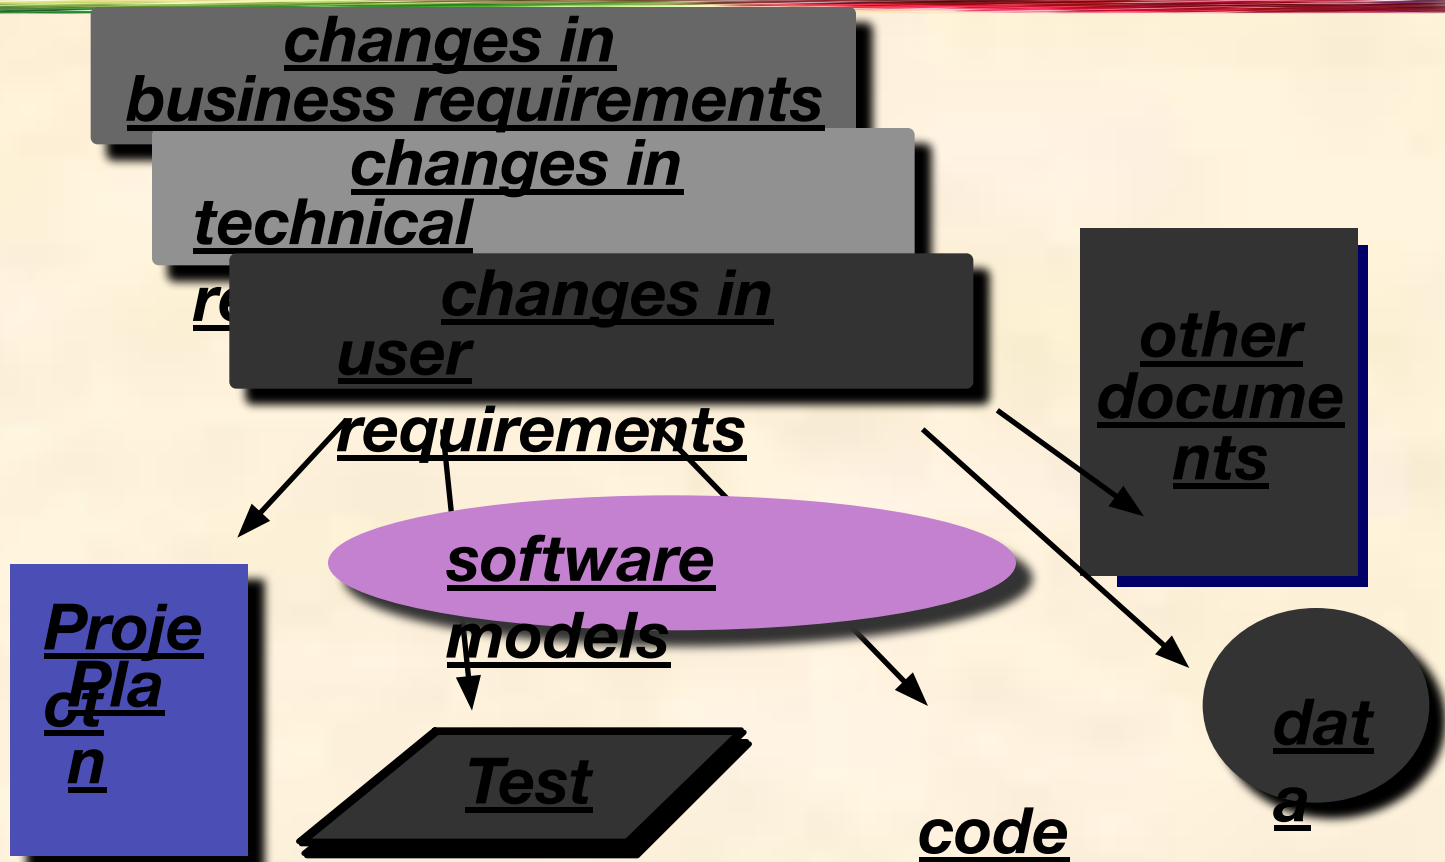 changes in
business requirements
changes in
technical
changes in
user
requirements
other
docume
nts
software
models
Proje
ct
Pla
n
Test
dat
a
code